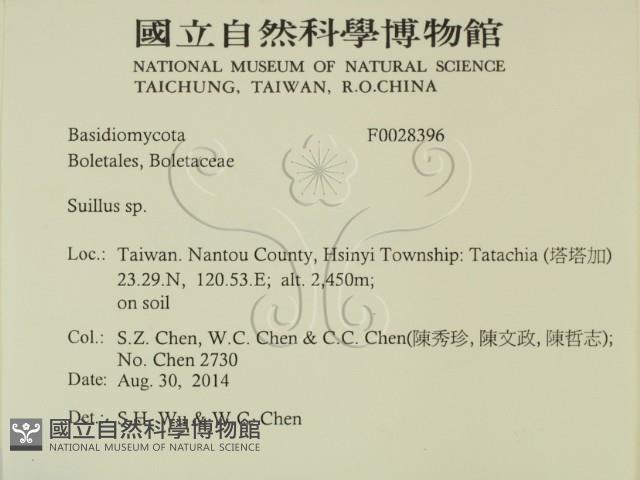 國立自然科學博物館
NATIONAL MUSEUM OF NATURAL SCIENCE
TAICHUNG, TAIWAN, R.O.CHINA
Basidiomycota F0028396
Boletales, Boletaceae
Suillus sp.
Loc.: Taiwan. Nantou County, Hsinyi Township: Tatachia (塔塔加)
23.29.N, 120.53.E; alt. 2,450m;
on soil
Col.: S.Z. Chen, W.C. Chen & C.C. Chen(陳秀珍, 陳文政, 陳哲志);
No. Chen 2730
Date: Aug. 30, 2014
Det.: S.H. Wu & W.C. Chen
國立自然科學博物館
NATIONAL MUSEUM OF NATURAL SCIENCE